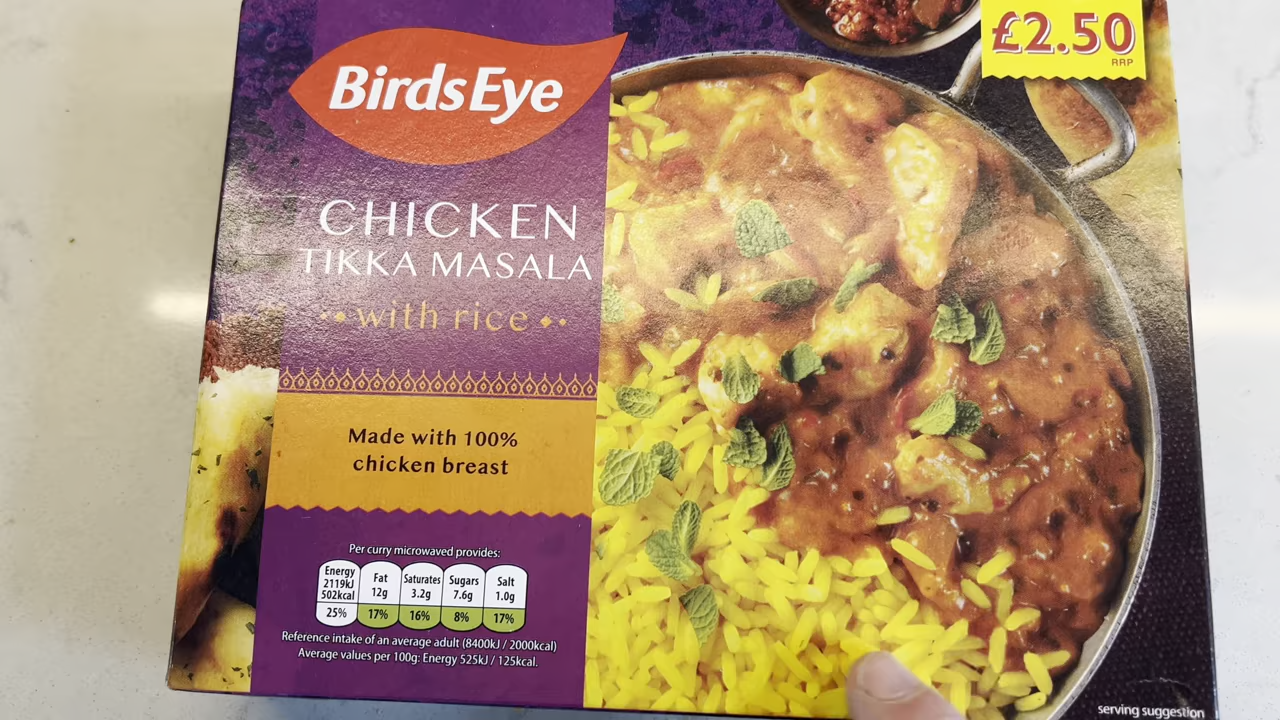 £2.50
RRP
BirdsEye
CHICKEN
TIKKA MASALA
with rice
Made with 100%
chicken breast
Per curry microwaved provides:
Energy 2119kJ 502kcal 25%
Fat 12g 17%
Saturates 3.2g 16%
Sugars 7.6g 8%
Salt 1.0g 17%
Reference intake of an average adult (8400kJ / 2000kcal)
Average values per 100g: Energy 525kJ / 125kcal.
serving suggestion